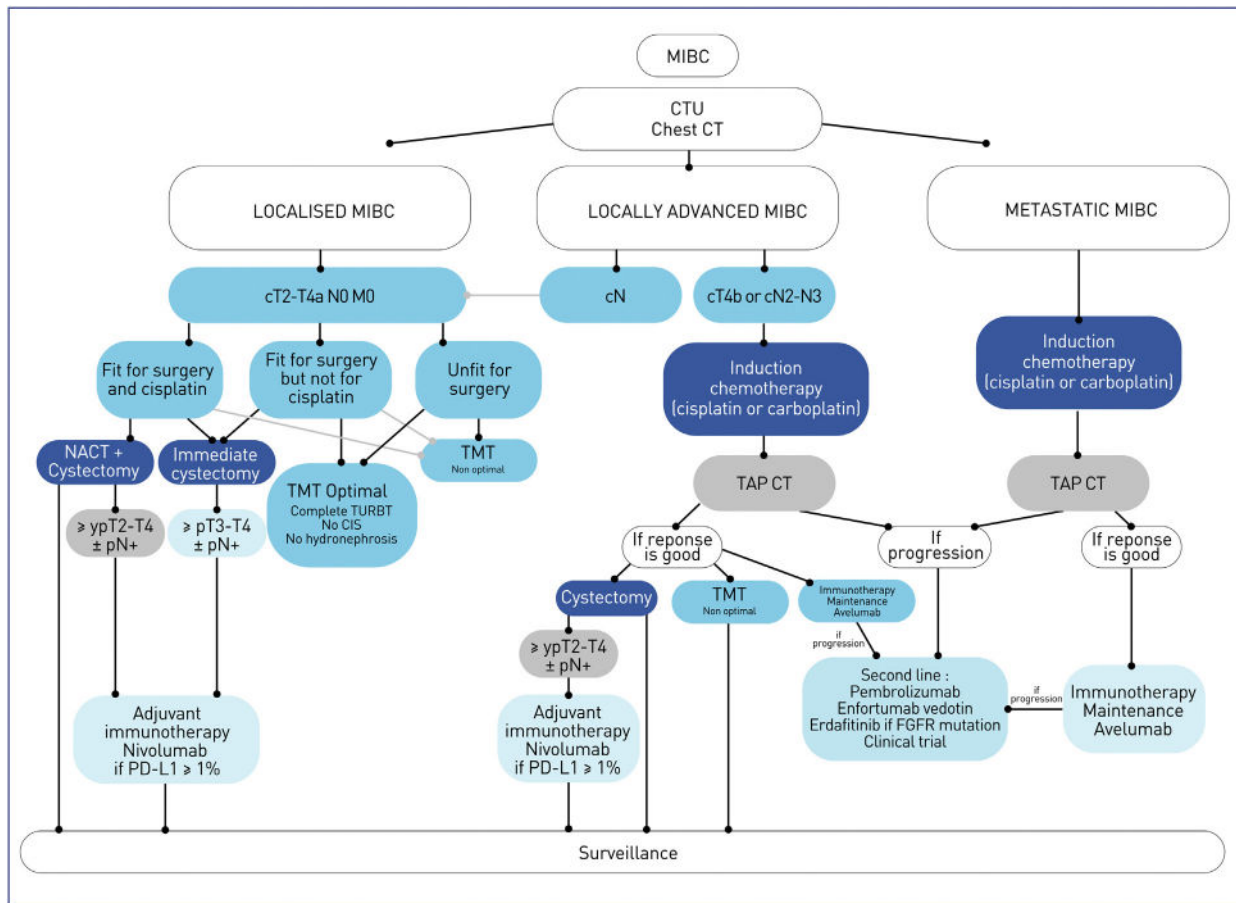 MIBC
CTU
Chest CT
LOCALISED MIBC
LOCALLY ADVANCED MIBC
METASTATIC MIBC
cT2-T4a N0 M0
cN
cT4b or cN2-N3
Fit for surgery
and cisplatin
Fit for surgery
but not for
cisplatin
Unfit for
surgery
Induction
chemotherapy
(cisplatin or carboplatin)
Induction
chemotherapy
(cisplatin or carboplatin)
NACT +
Cystectomy
Immediate
cystectomy
TMT
Non optimal
TMT Optimal
Complete TURBT
No CIS
No hydronephrosis
TAP CT
TAP CT
⩾ ypT2-T4
± pN+
⩾ pT3-T4
± pN+
If reponse
is good
If
progression
If reponse
is good
Cystectomy
TMT
Non optimal
Immunotherapy
Maintenance
Avelumab
if
progression
⩾ ypT2-T4
± pN+
Second line :
Pembrolizumab
Enfortumab vedotin
Erdafitinib if FGFR mutation
Clinical trial
if
progression
Immunotherapy
Maintenance
Avelumab
Adjuvant
immunotherapy
Nivolumab
if PD-L1 ⩾ 1%
Adjuvant
immunotherapy
Nivolumab
if PD-L1 ⩾ 1%
Surveillance